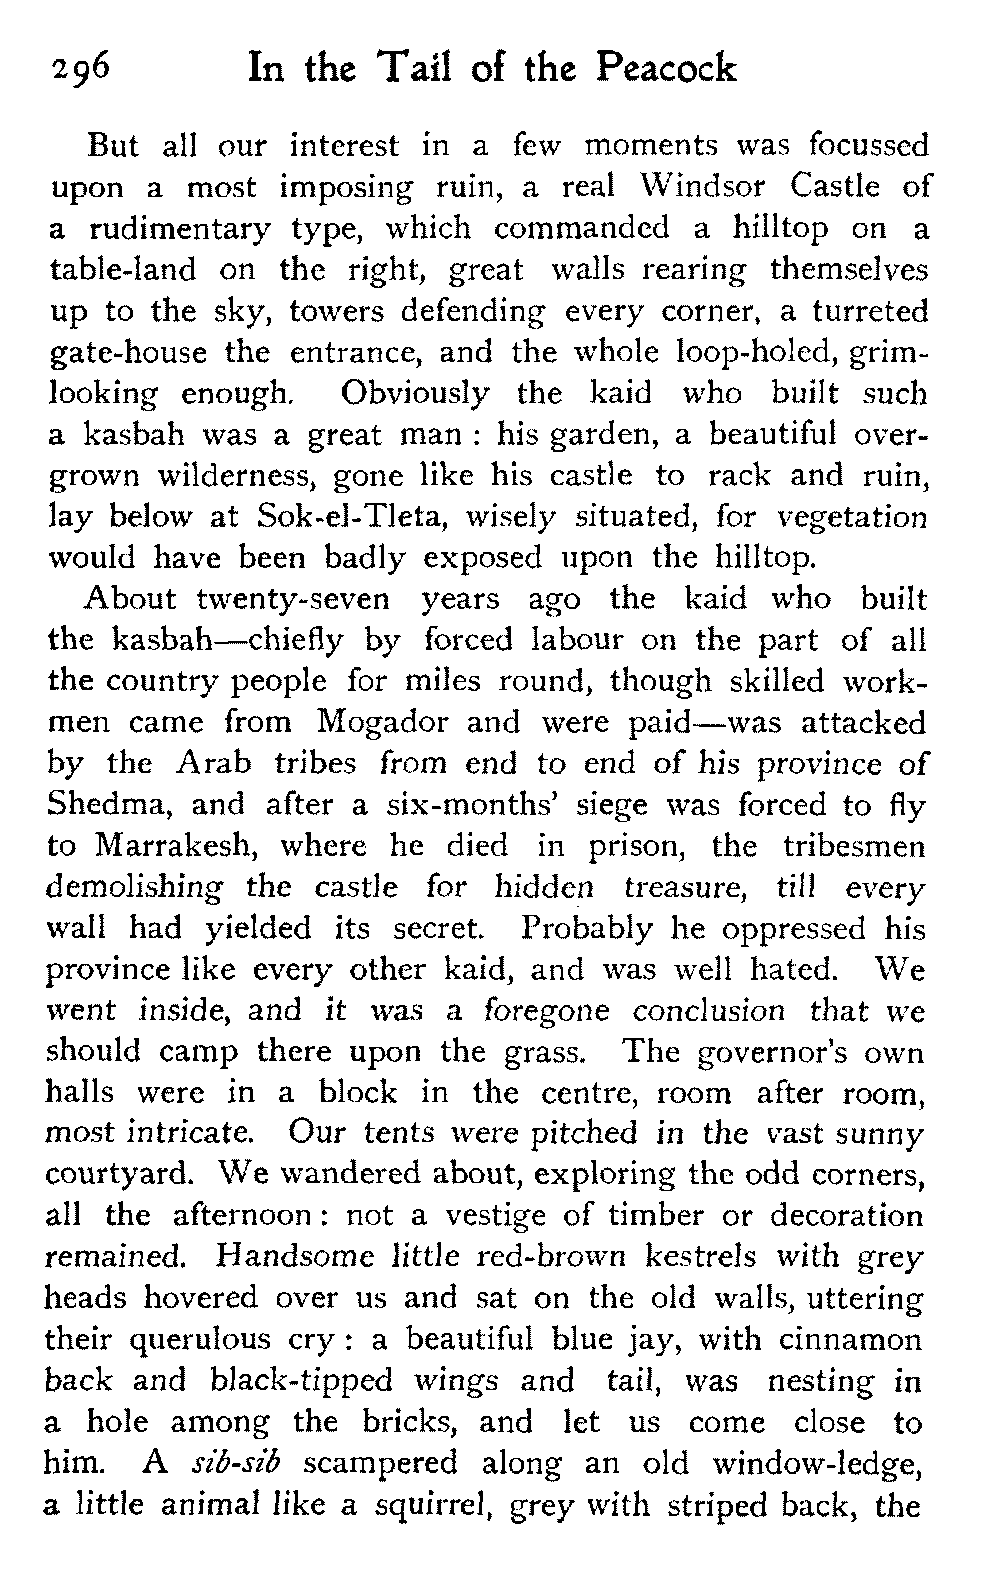 296 In the Tail of the Peacock
But all our interest in a few moments was focussed
upon a most imposing ruin, a real Windsor Castle of
a rudimentary type, which commanded a hilltop on a
table-land on the right, great walls rearing themselves
up to the sky, towers defending every corner, a turreted
gate-house the entrance, and the whole loop-holed, grim-
looking enough. Obviously the kaid who built such
a kasbah was a great man : his garden, a beautiful over-
grown wilderness, gone like his castle to rack and ruin,
lay below at Sok-el-Tleta, wisely situated, for vegetation
would have been badly exposed upon the hilltop.
About twenty-seven years ago the kaid who built
the kasbah—chiefly by forced labour on the part of all
the country people for miles round, though skilled work-
men came from Mogador and were paid—was attacked
by the Arab tribes from end to end of his province of
Shedma, and after a six-months' siege was forced to fly
to Marrakesh, where he died in prison, the tribesmen
demolishing the castle for hidden treasure, till every
wall had yielded its secret. Probably he oppressed his
province like every other kaid, and was well hated. We
went inside, and it was a foregone conclusion that we
should camp there upon the grass. The governor's own
halls were in a block in the centre, room after room,
most intricate. Our tents were pitched in the vast sunny
courtyard. We wandered about, exploring the odd corners,
all the afternoon : not a vestige of timber or decoration
remained. Handsome little red-brown kestrels with grey
heads hovered over us and sat on the old walls, uttering
their querulous cry : a beautiful blue jay, with cinnamon
back and black-tipped wings and tail, was nesting in
a hole among the bricks, and let us come close to
him. A sib-sib scampered along an old window-ledge,
a little animal like a squirrel, grey with striped back, the